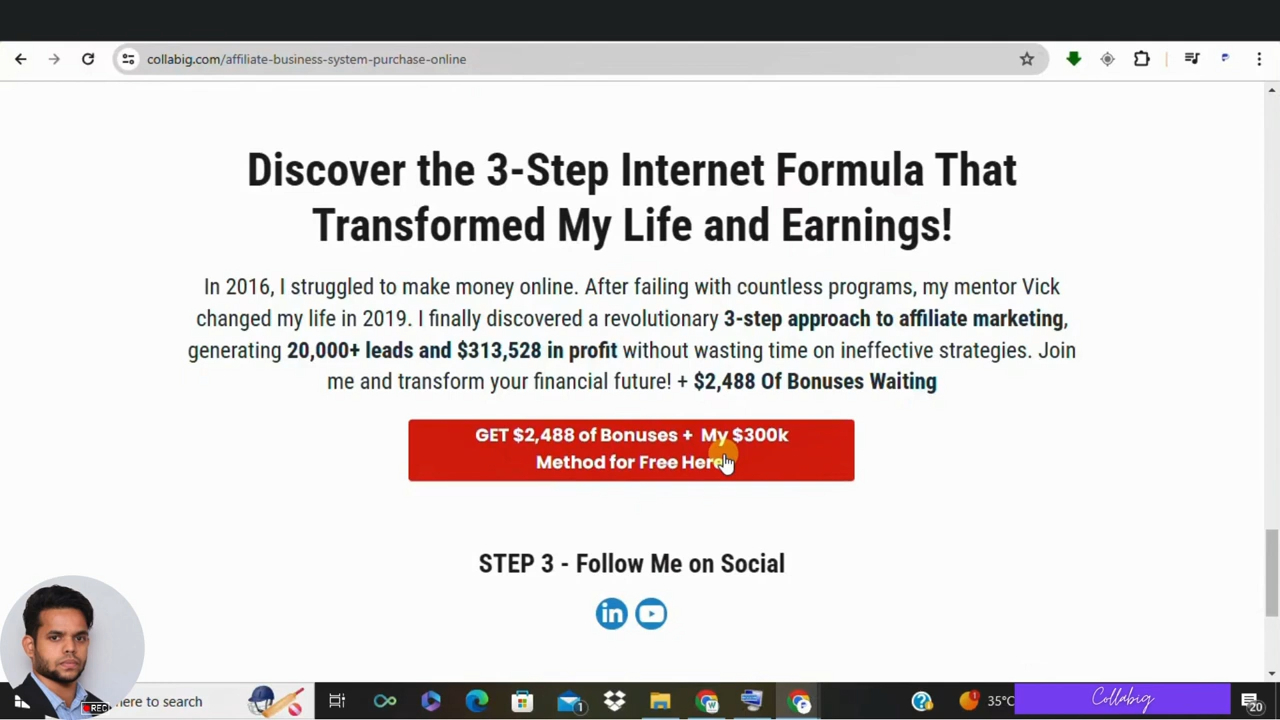 collabig.com/affiliate-business-system-purchase-online
Discover the 3-Step Internet Formula That
Transformed My Life and Earnings!
In 2016, I struggled to make money online. After failing with countless programs, my mentor Vick
changed my life in 2019. I finally discovered a revolutionary 3-step approach to affiliate marketing,
generating 20,000+ leads and $313,528 in profit without wasting time on ineffective strategies. Join
me and transform your financial future! + $2,488 Of Bonuses Waiting
GET $2,488 of Bonuses + My $300k
Method for Free Here
STEP 3 - Follow Me on Social
in
REC
here to search
1
35°C
Collabig
20